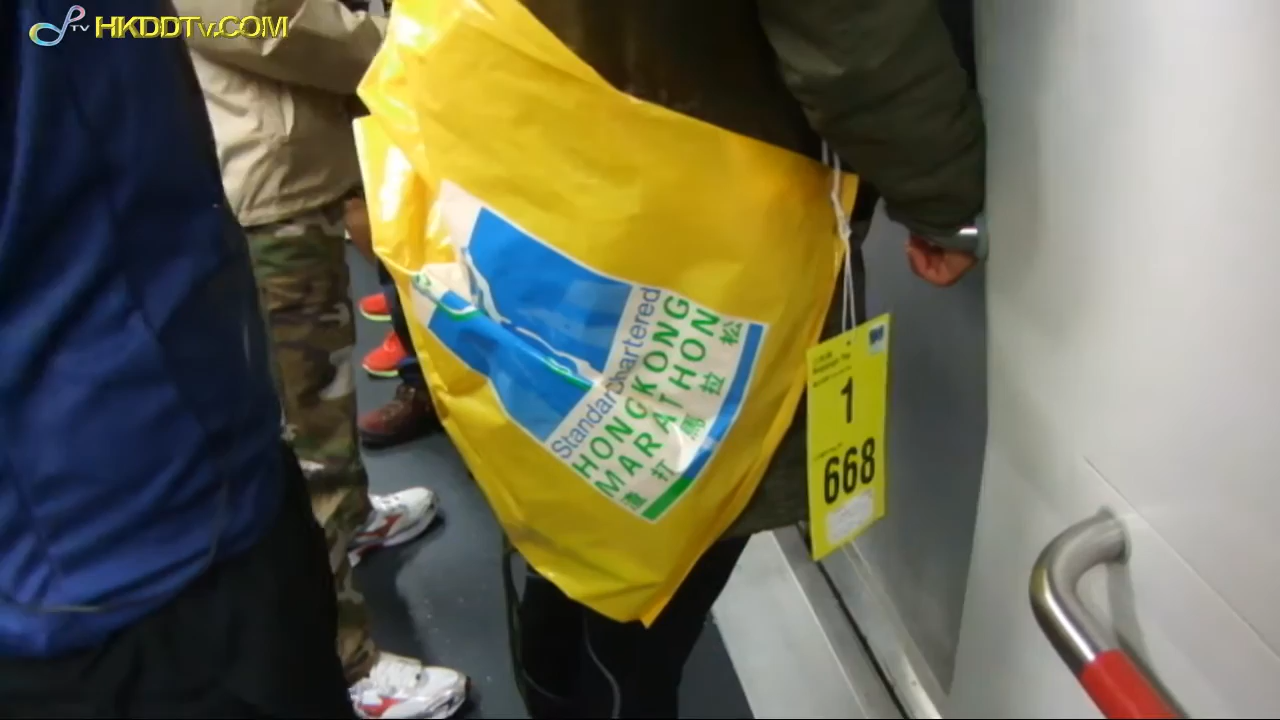 HKDDTv.COM
Standard Chartered
HONG KONG
MARATHON
渣打馬拉松
1
668